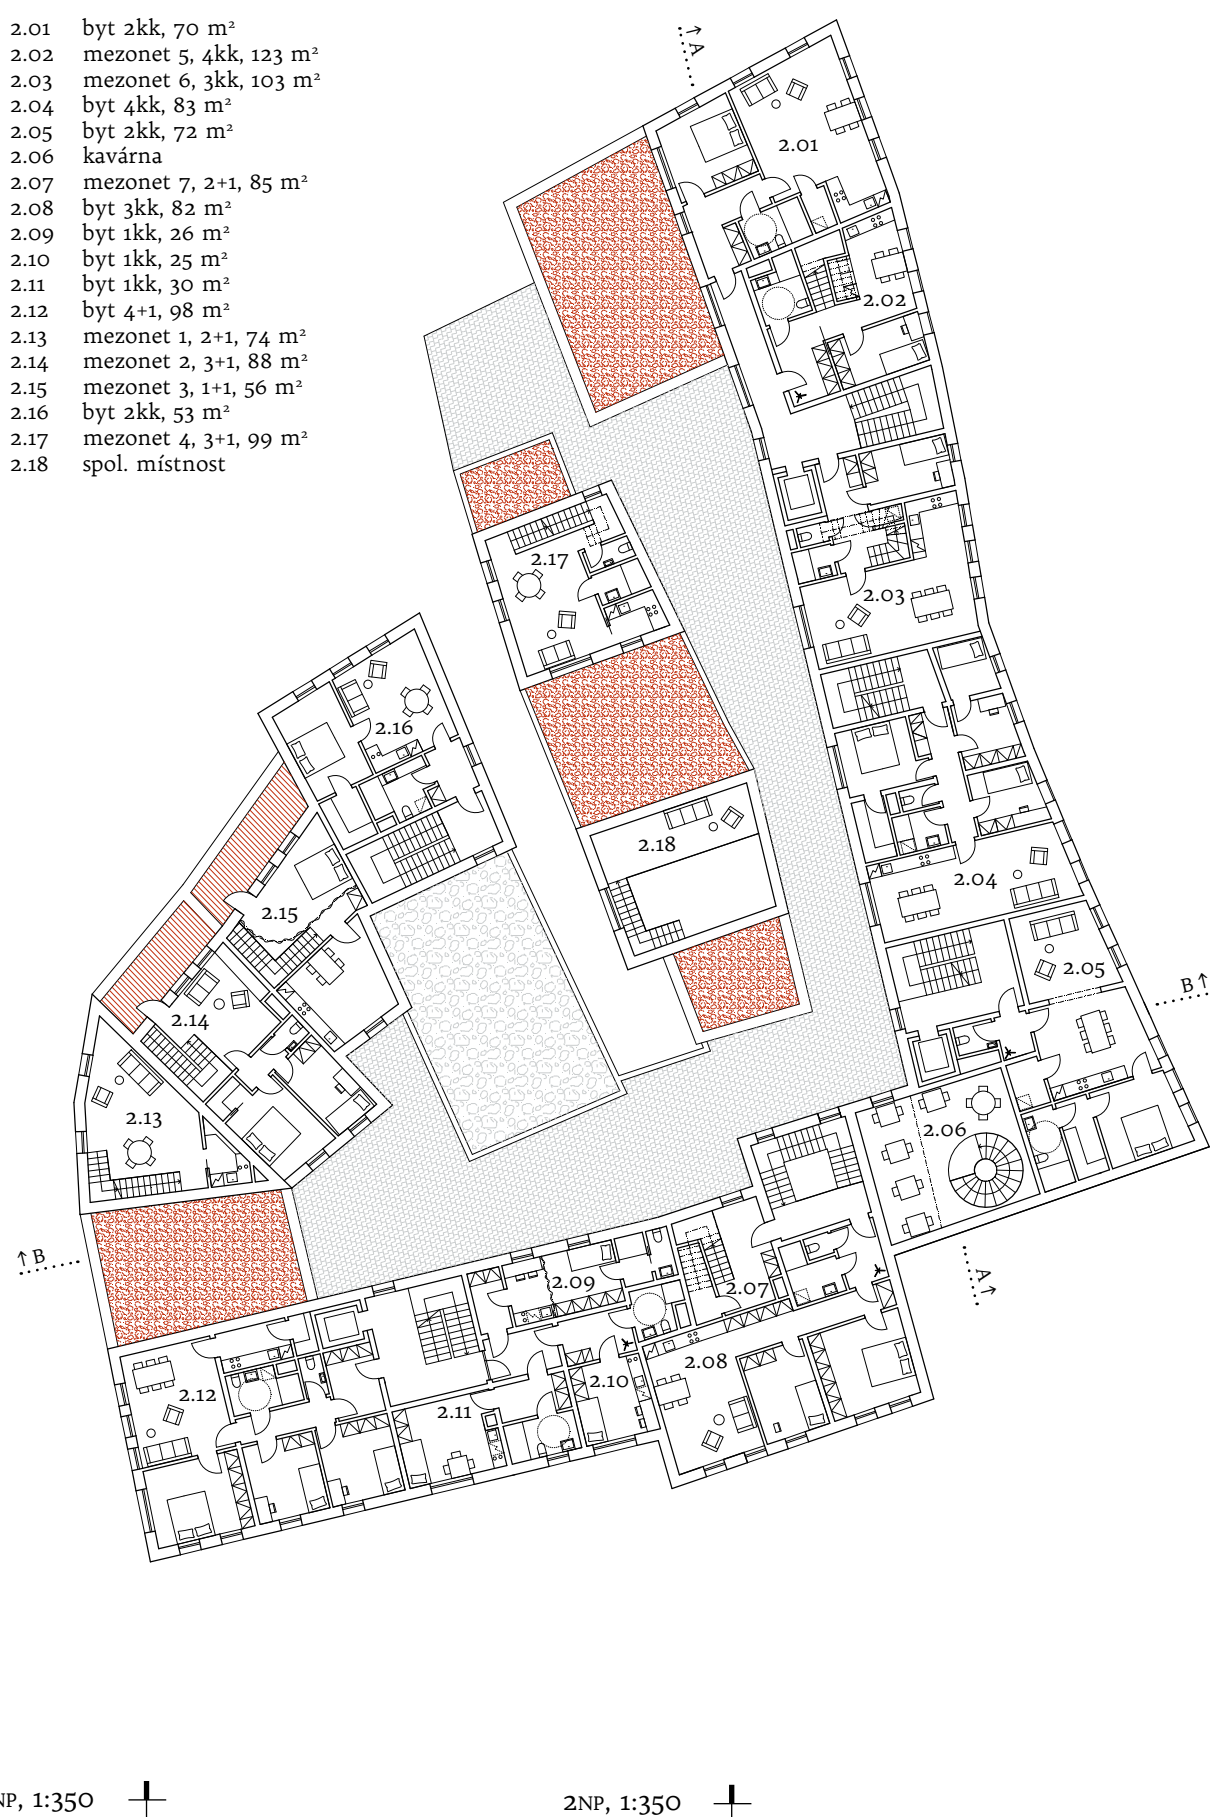 2.01 byt 2kk, 70 m²
2.02 mezonet 5, 4kk, 123 m²
2.03 mezonet 6, 3kk, 103 m²
2.04 byt 4kk, 83 m²
2.05 byt 2kk, 72 m²
2.06 kavárna
2.07 mezonet 7, 2+1, 85 m²
2.08 byt 3kk, 82 m²
2.09 byt 1kk, 26 m²
2.10 byt 1kk, 25 m²
2.11 byt 1kk, 30 m²
2.12 byt 4+1, 98 m²
2.13 mezonet 1, 2+1, 74 m²
2.14 mezonet 2, 3+1, 88 m²
2.15 mezonet 3, 1+1, 56 m²
2.16 byt 2kk, 53 m²
2.17 mezonet 4, 3+1, 99 m²
2.18 spol. místnost
↑ A
2.01
2.02
2.17
2.03
2.16
2.18
2.04
2.15
2.05
B ↑
2.14
2.13
2.06
↑ B
2.09
2.07
A ↑
2.08
2.10
2.12
2.11
NP, 1:350
2NP, 1:350